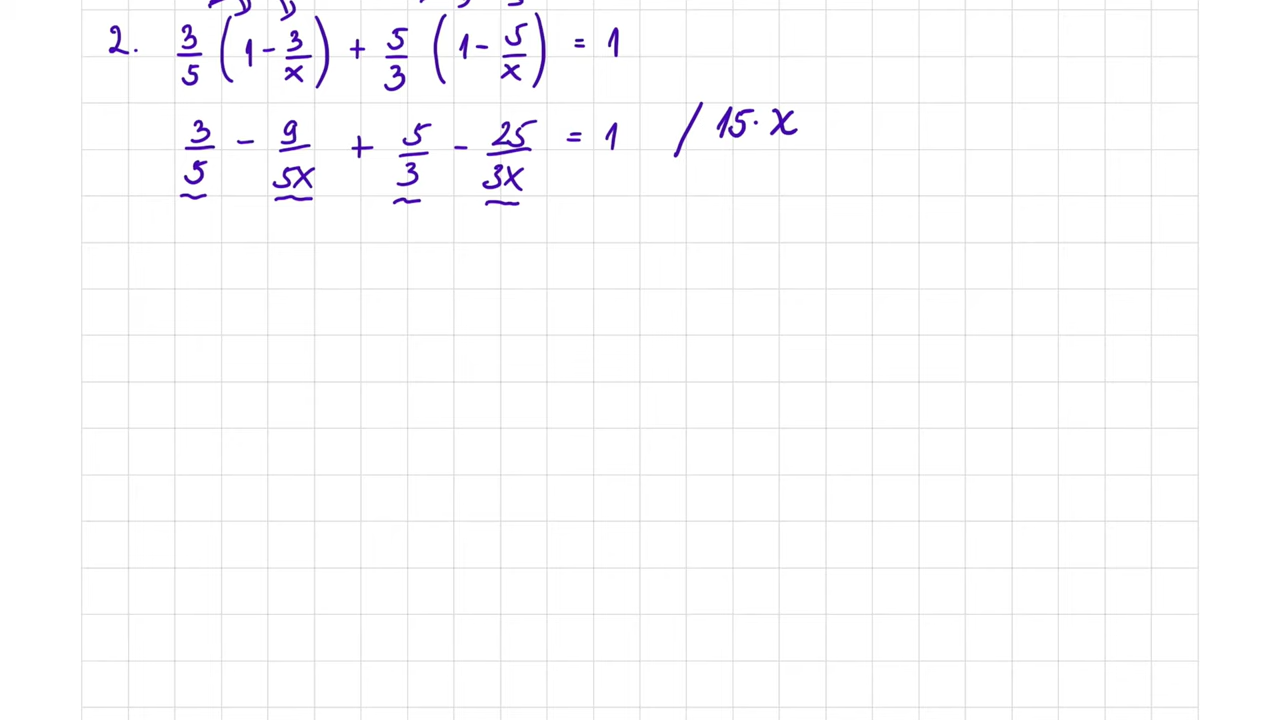 2. 3/5 (1 - 3/x) + 5/3 (1 - 5/x) = 1
3/5 - 9/5x + 5/3 - 25/3x = 1 / 15 · x